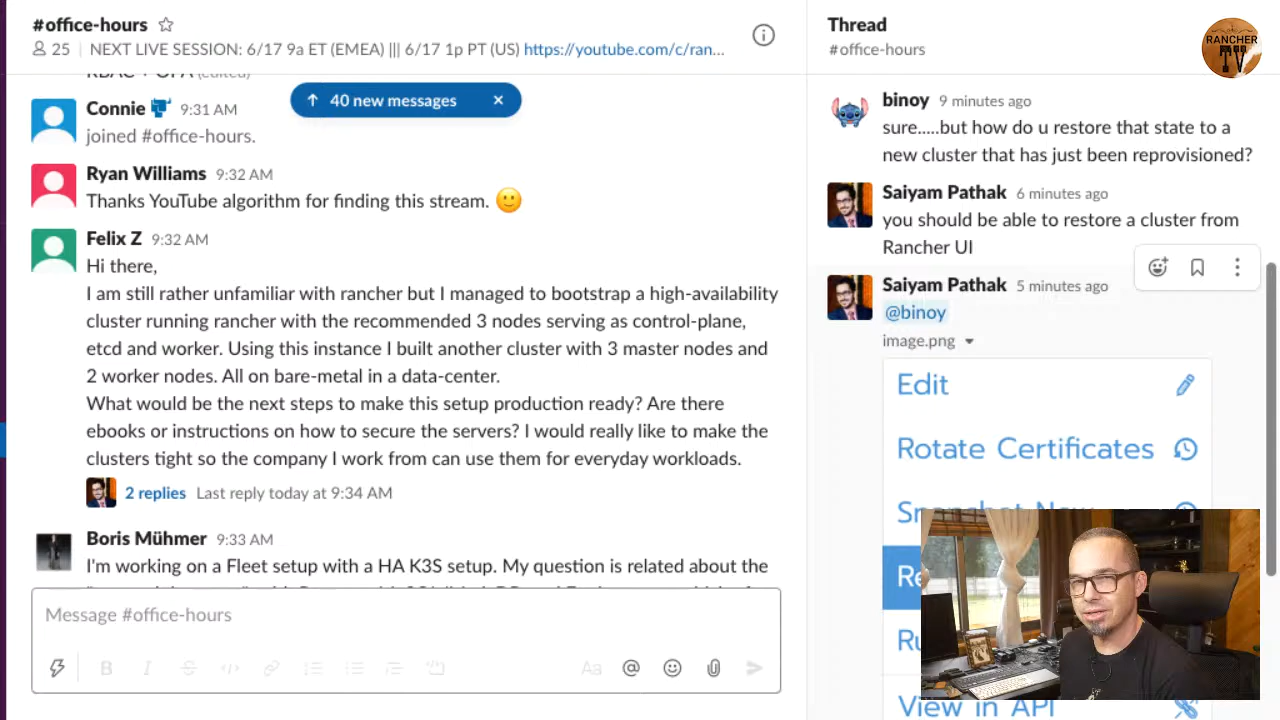 #office-hours
25 | NEXT LIVE SESSION: 6/17 9a ET (EMEA) ||| 6/17 1p PT (US) https://youtube.com/c/ran...
RBAC + OPA (edited)
40 new messages
Connie 9:31 AM
joined #office-hours.
Ryan Williams 9:32 AM
Thanks YouTube algorithm for finding this stream.
Felix Z 9:32 AM
Hi there,
I am still rather unfamiliar with rancher but I managed to bootstrap a high-availability
cluster running rancher with the recommended 3 nodes serving as control-plane,
etcd and worker. Using this instance I built another cluster with 3 master nodes and
2 worker nodes. All on bare-metal in a data-center.
What would be the next steps to make this setup production ready? Are there
ebooks or instructions on how to secure the servers? I would really like to make the
clusters tight so the company I work from can use them for everyday workloads.
2 replies Last reply today at 9:34 AM
Boris Mühmer 9:33 AM
I'm working on a Fleet setup with a HA K3S setup. My question is related about the
Message #office-hours
Aa
Thread
#office-hours
RANCHER
TV
binoy 9 minutes ago
sure.....but how do u restore that state to a
new cluster that has just been reprovisioned?
Saiyam Pathak 6 minutes ago
you should be able to restore a cluster from
Rancher UI
Saiyam Pathak 5 minutes ago
@binoy
image.png
Edit
Rotate Certificates
Snapshot Now
Re
Ru
View in API